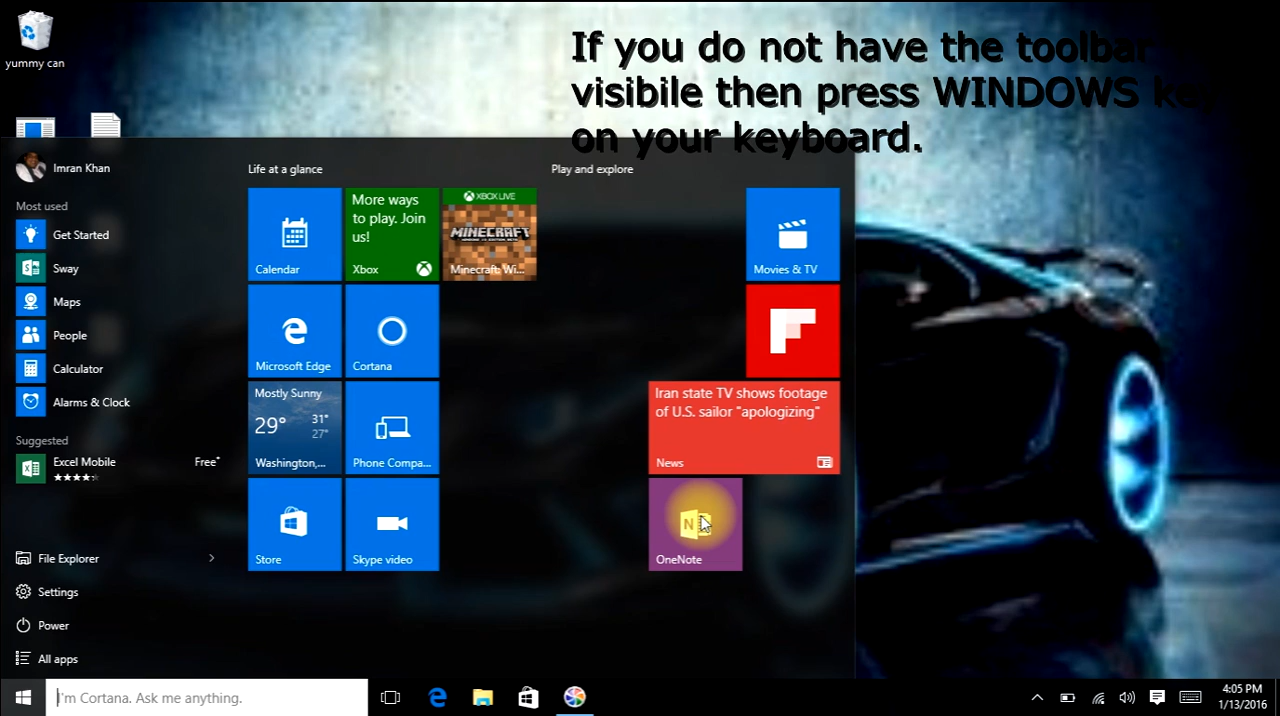 yummy can
If you do not have the toolbar
visibile then press WINDOWS key
on your keyboard.
Imran Khan
Most used
Get Started
Sway
Maps
People
Calculator
Alarms & Clock
Suggested
Excel Mobile
Free*
File Explorer
Settings
Power
All apps
Life at a glance
Calendar
More ways
to play. Join
us!
Xbox
XBOX LIVE
MINECRAFT
Minecraft: Wi...
Microsoft Edge
Cortana
Mostly Sunny
29° 31°
27°
Washington,...
Phone Compa...
Store
Skype video
Play and explore
Movies & TV
Iran state TV shows footage
of U.S. sailor "apologizing"
News
N
OneNote
I'm Cortana. Ask me anything.
4:05 PM
1/13/2016